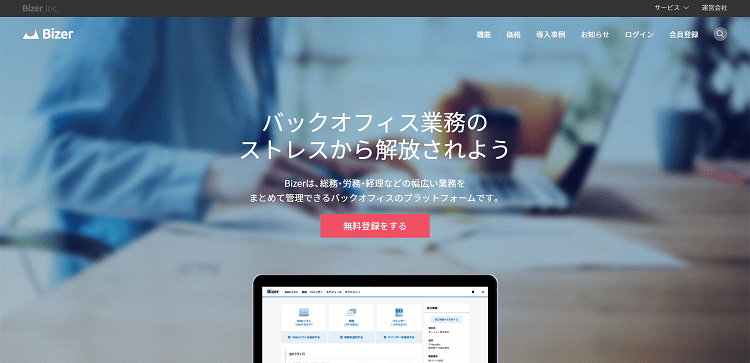 Bizer Inc.
サービス 運営会社
Bizer
機能 価格 導入事例 お知らせ ログイン 会員登録
バックオフィス業務の
ストレスから解放されよう
Bizerは、総務・労務・経理などの幅広い業務を
まとめて管理できるバックオフィスのプラットフォームです。
無料登録をする
Bizer